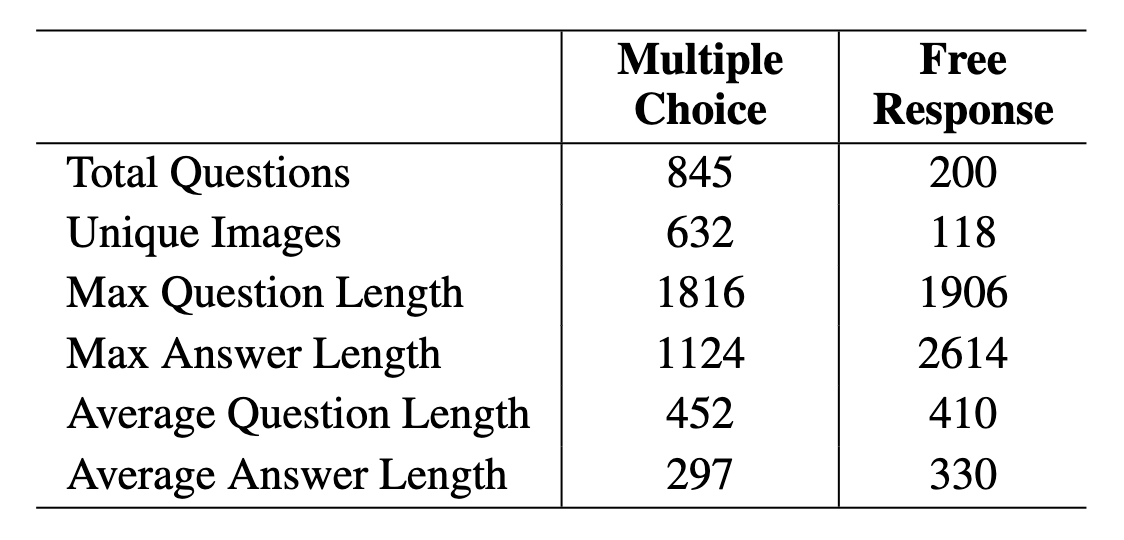 Multiple Choice Free Response
Total Questions 845 200
Unique Images 632 118
Max Question Length 1816 1906
Max Answer Length 1124 2614
Average Question Length 452 410
Average Answer Length 297 330